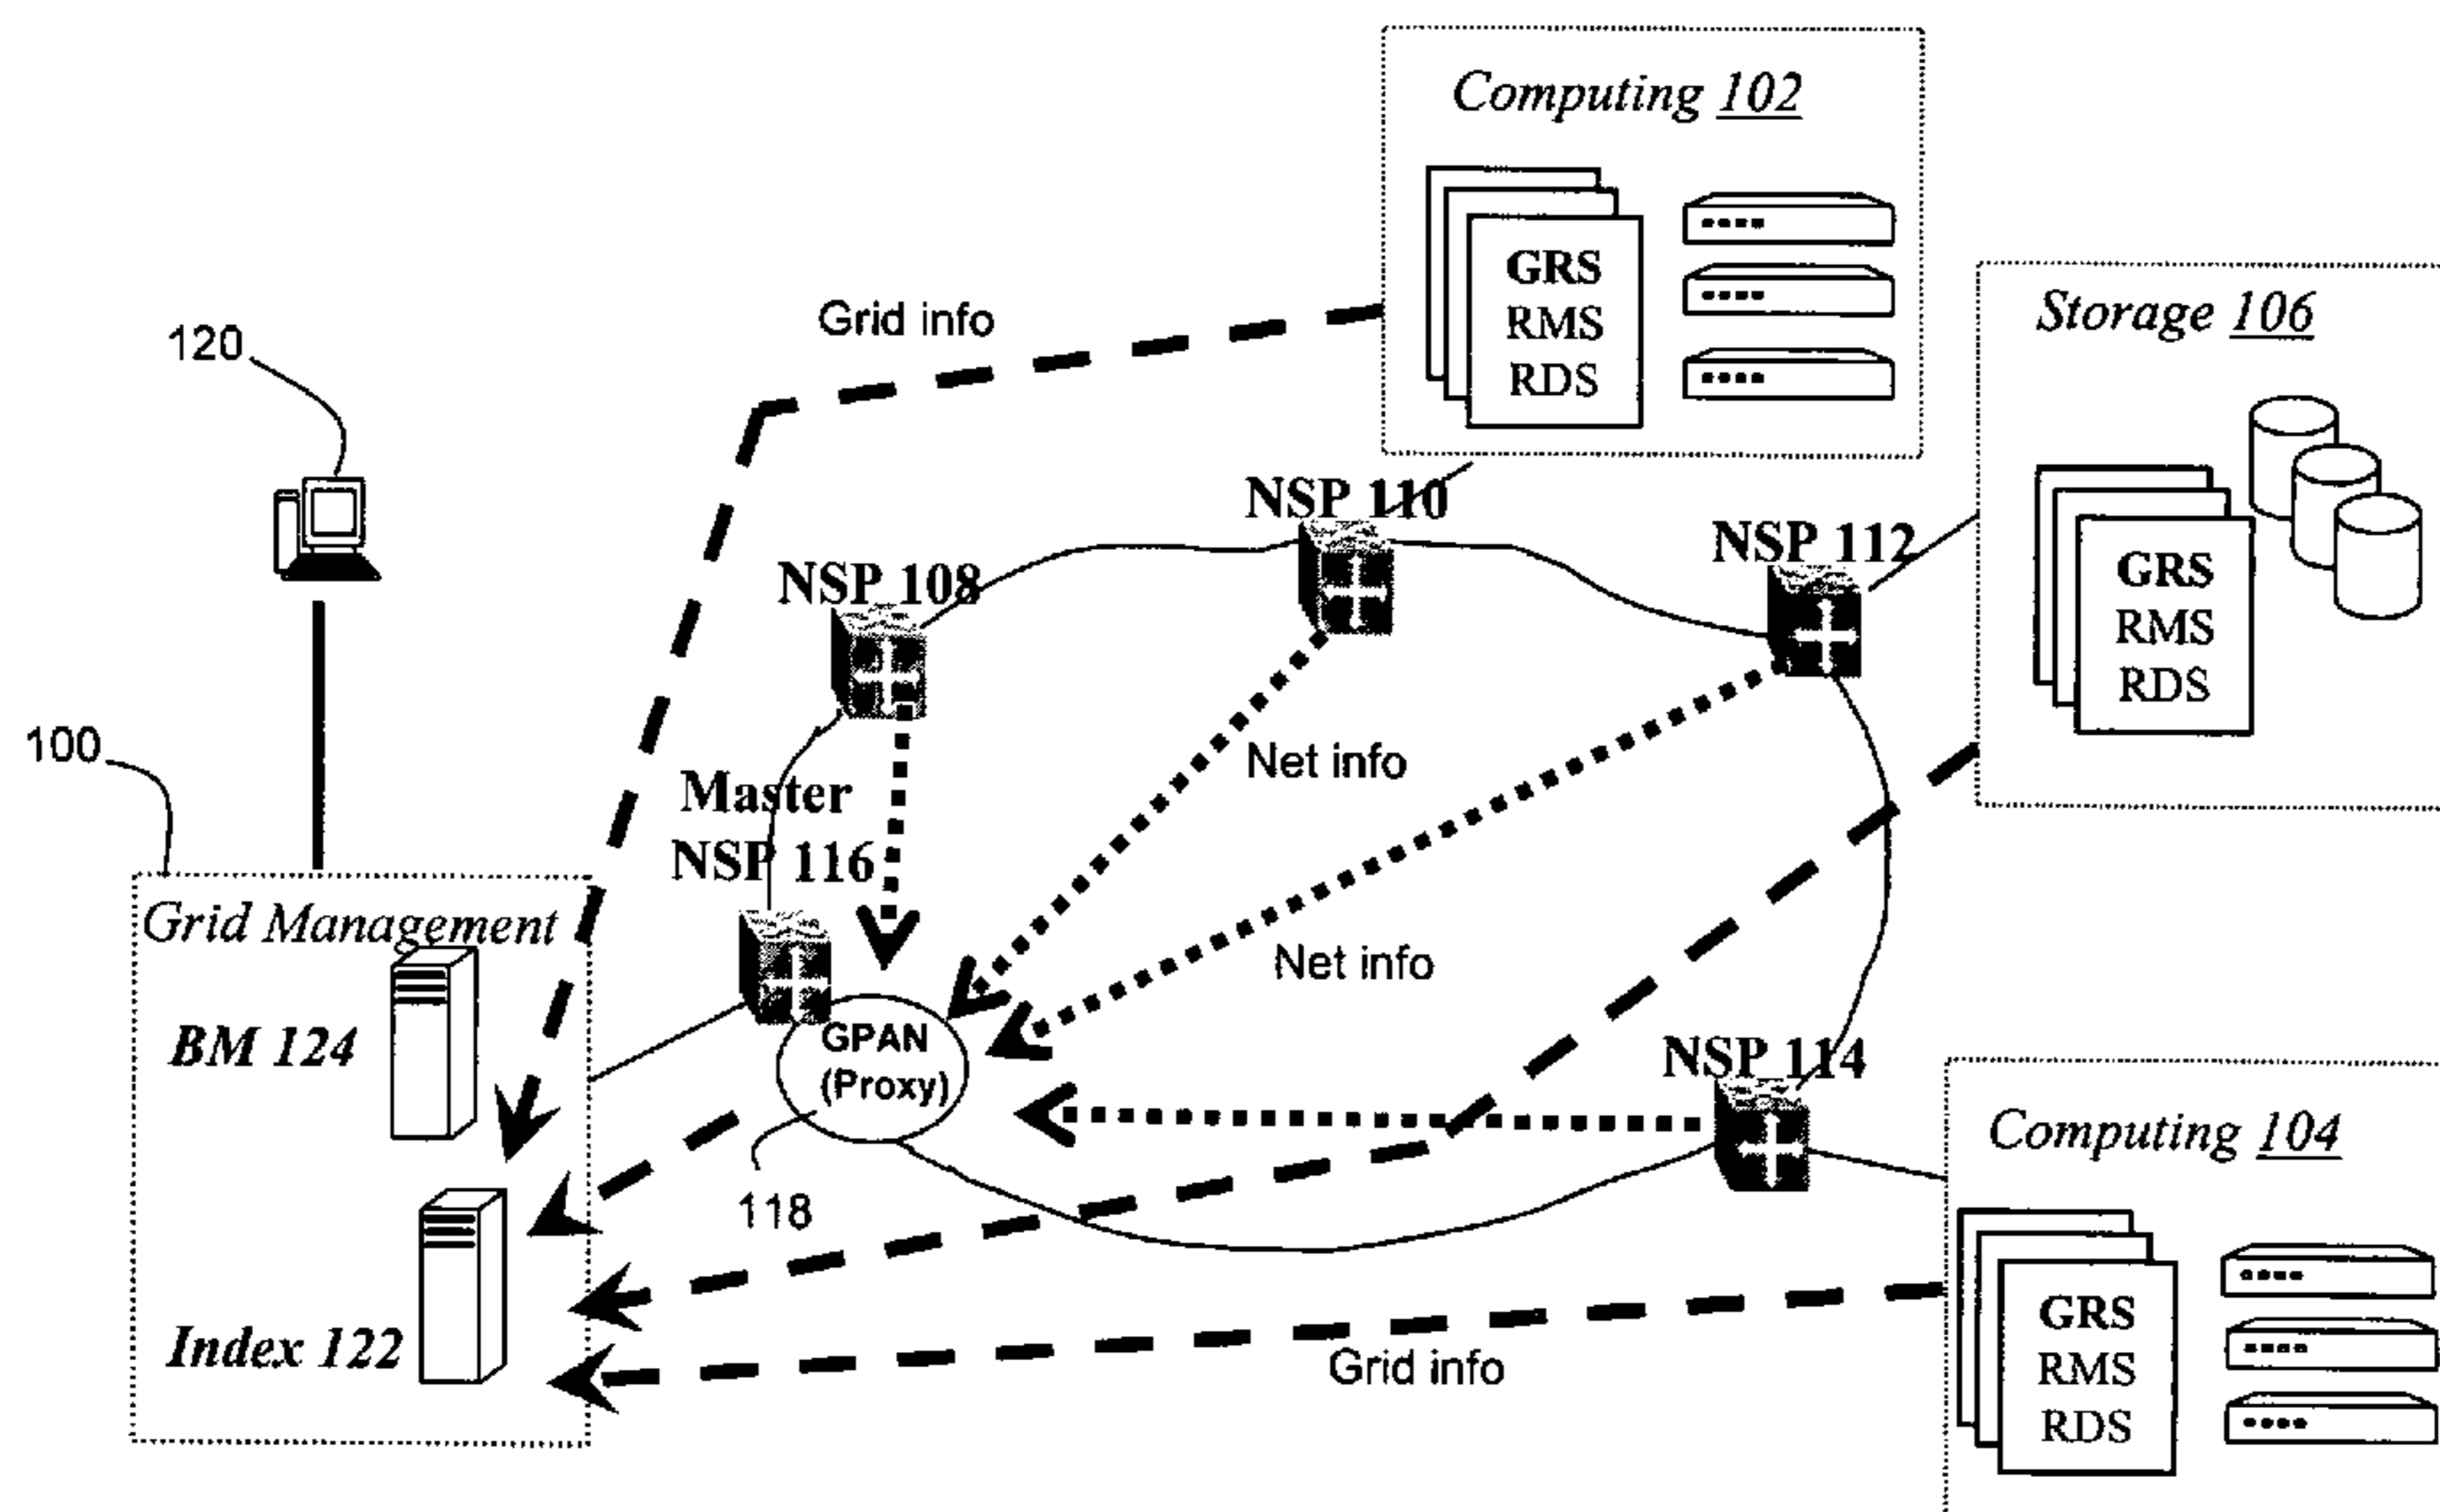 Computing 102
GRS
RMS
RDS
Storage 106
GRS
RMS
RDS
Grid info
120
NSP 110
NSP 112
NSP 108
100
Net info
Master
NSP 116
Grid Management
Net info
BM 124
GPAN
(Proxy)
NSP 114
Computing 104
118
Index 122
Grid info
GRS
RMS
RDS